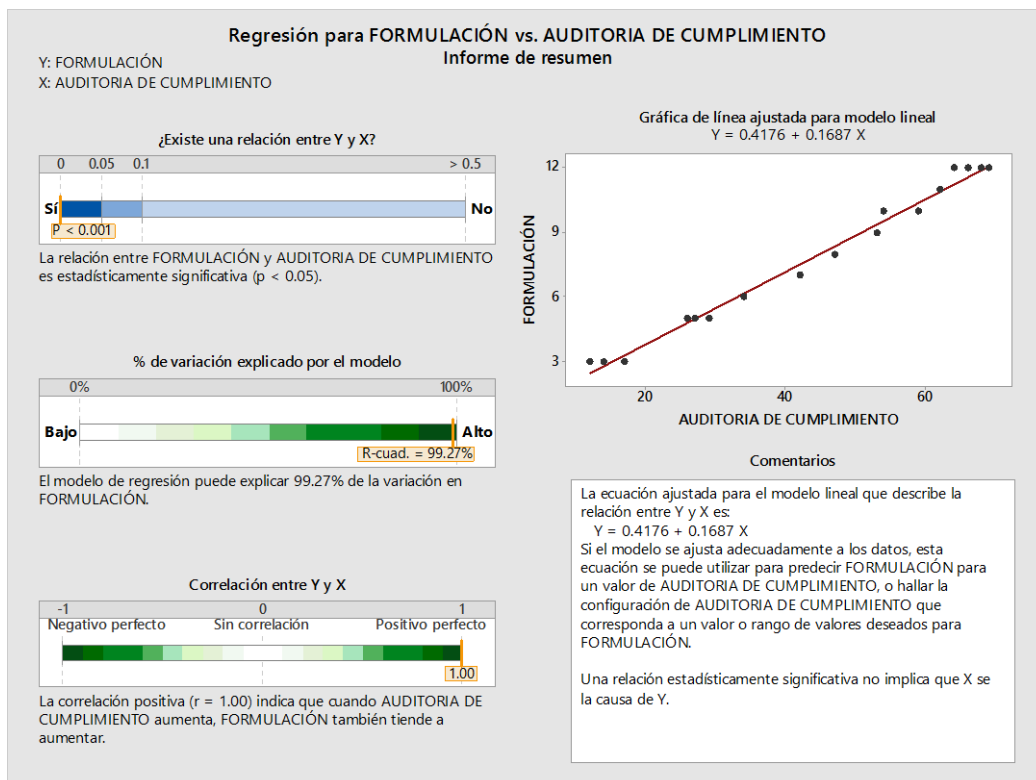 Regresión para FORMULACIÓN vs. AUDITORIA DE CUMPLIMIENTO
Informe de resumen
Y: FORMULACIÓN
X: AUDITORIA DE CUMPLIMIENTO
¿Existe una relación entre Y y X?
0 0.05 0.1 > 0.5
Sí No
P < 0.001
La relación entre FORMULACIÓN y AUDITORIA DE CUMPLIMIENTO
es estadísticamente significativa (p < 0.05).
% de variación explicado por el modelo
0% 100%
Bajo Alto
R-cuad. = 99.27%
El modelo de regresión puede explicar 99.27% de la variación en
FORMULACIÓN.
Correlación entre Y y X
-1 0 1
Negativo perfecto Sin correlación Positivo perfecto
1.00
La correlación positiva (r = 1.00) indica que cuando AUDITORIA DE
CUMPLIMIENTO aumenta, FORMULACIÓN también tiende a
aumentar.
Gráfica de línea ajustada para modelo lineal
Y = 0.4176 + 0.1687 X
12
9
6
3
FORMULACIÓN
20 40 60
AUDITORIA DE CUMPLIMIENTO
Comentarios
La ecuación ajustada para el modelo lineal que describe la
relación entre Y y X es:
Y = 0.4176 + 0.1687 X
Si el modelo se ajusta adecuadamente a los datos, esta
ecuación se puede utilizar para predecir FORMULACIÓN para
un valor de AUDITORIA DE CUMPLIMIENTO, o hallar la
configuración de AUDITORIA DE CUMPLIMIENTO que
corresponda a un valor o rango de valores deseados para
FORMULACIÓN.
Una relación estadísticamente significativa no implica que X se
la causa de Y.